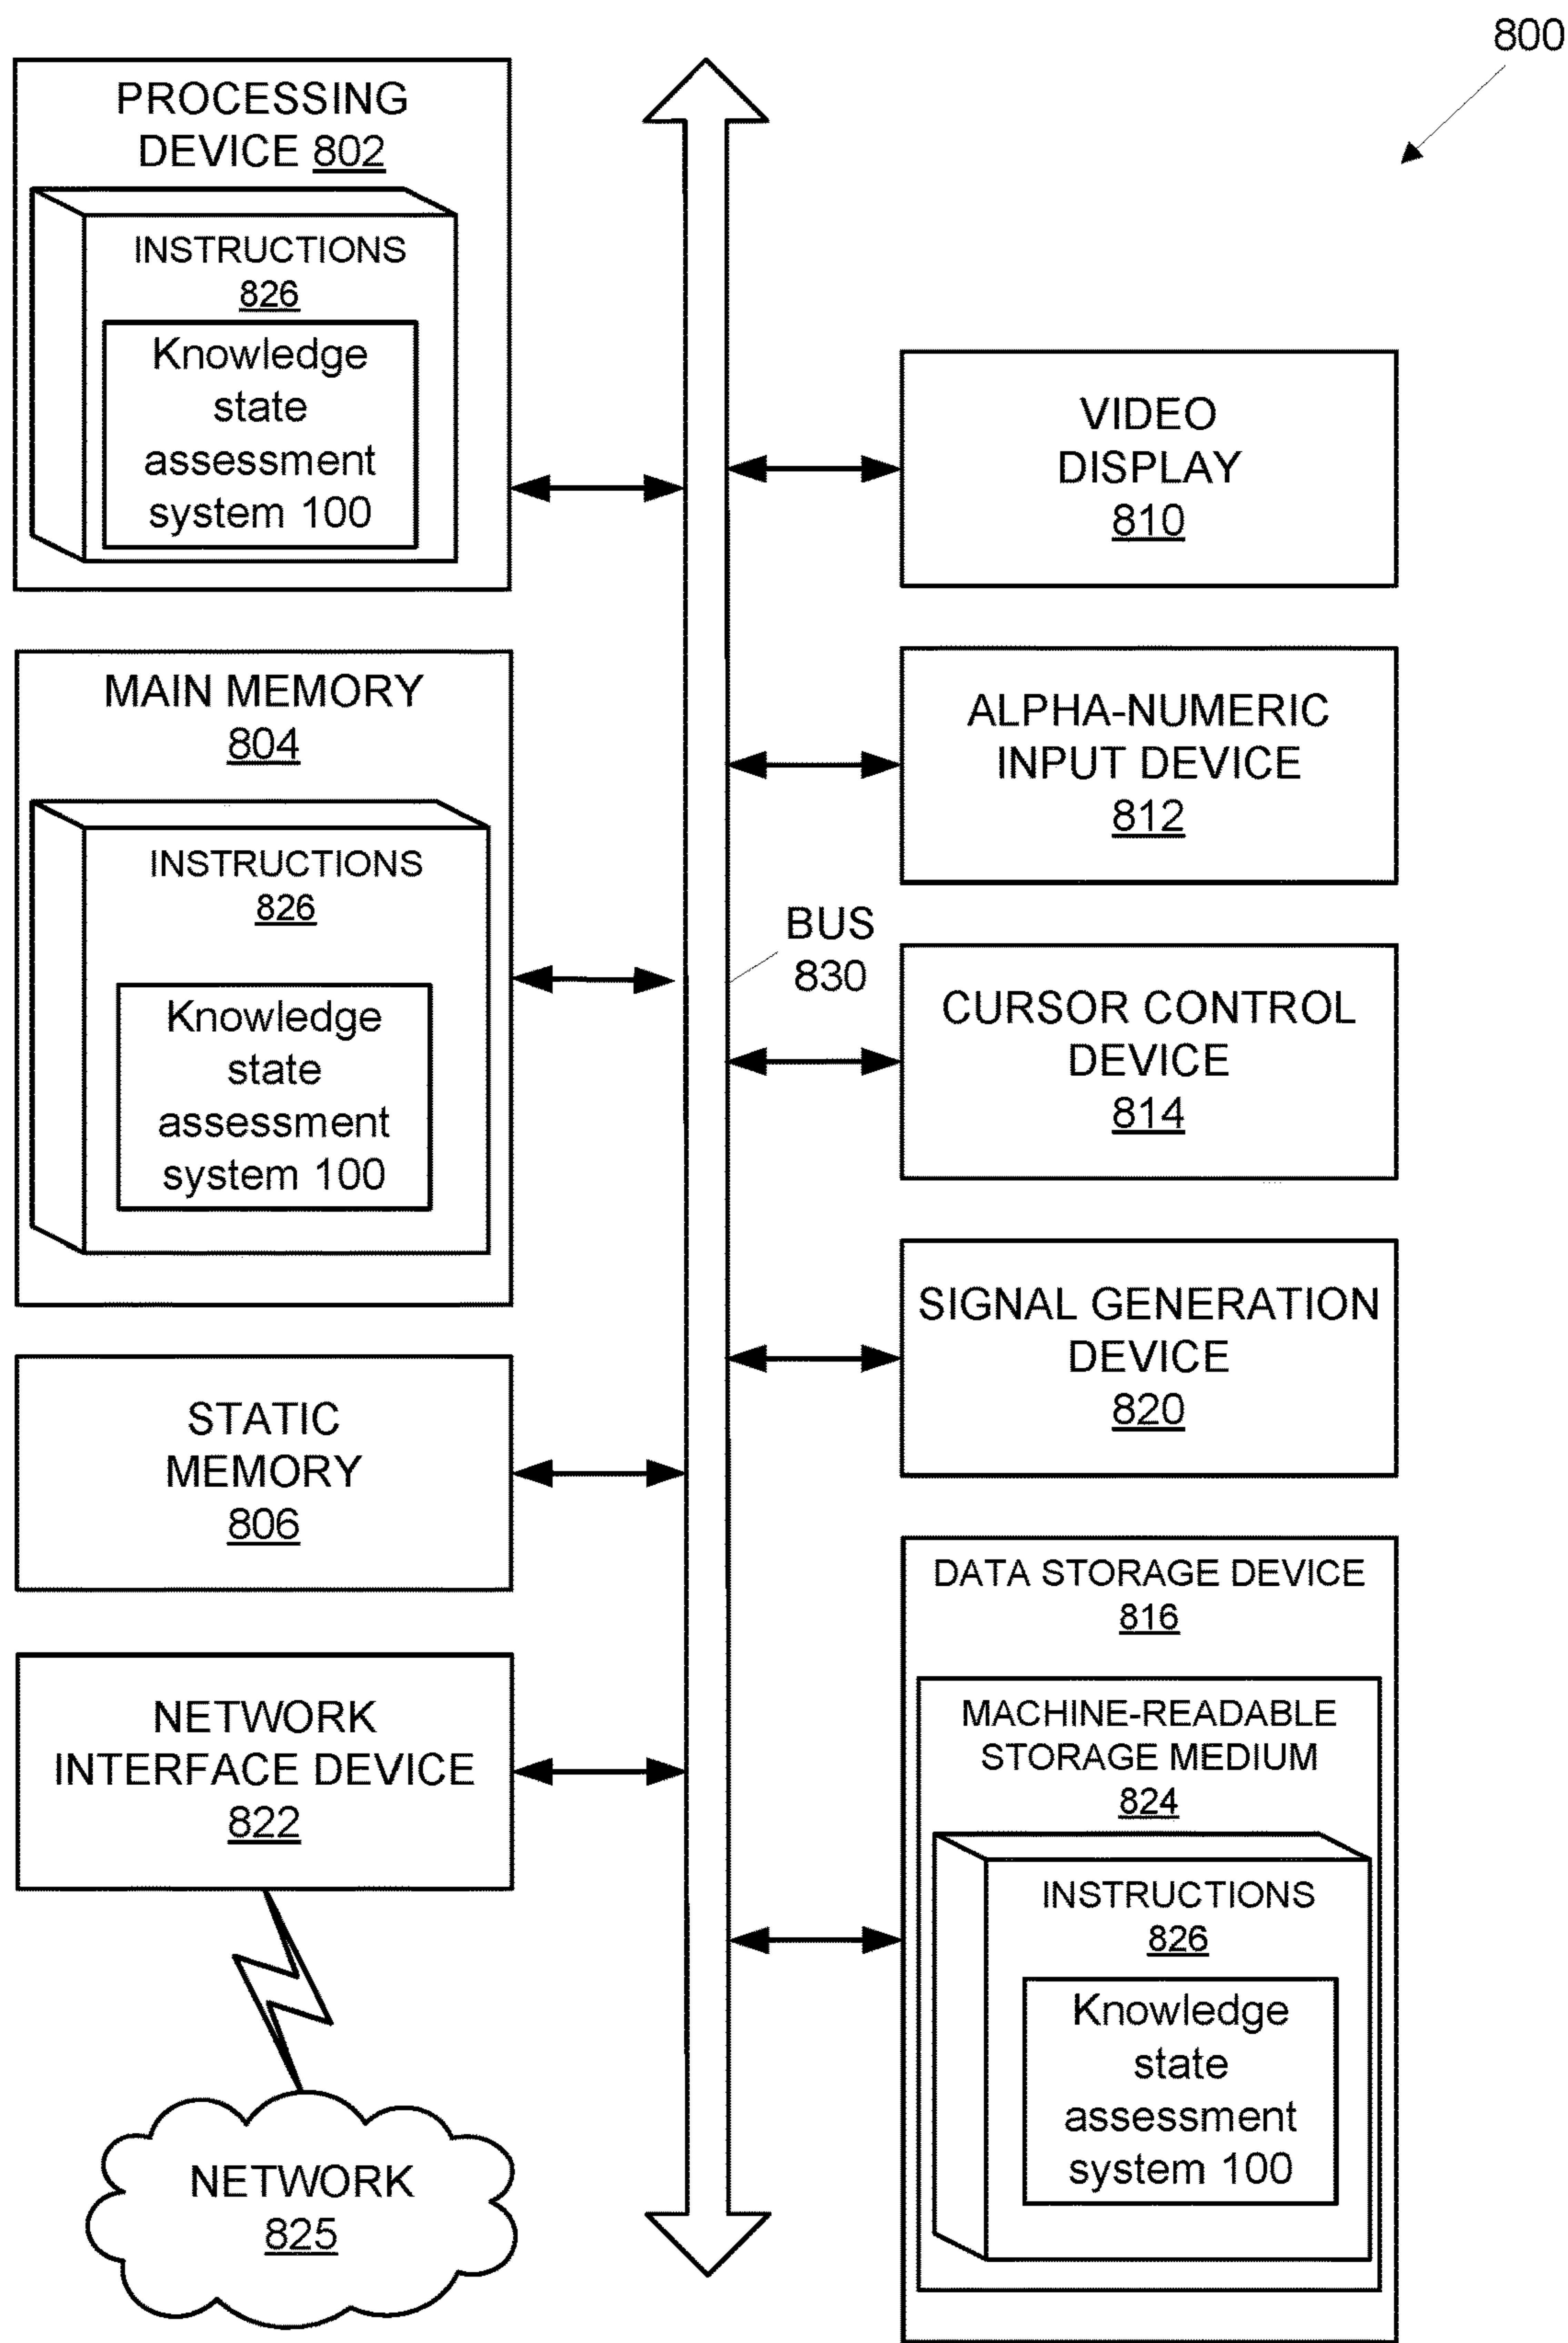 800
PROCESSING
DEVICE 802
INSTRUCTIONS
826
Knowledge
state
assessment
system 100
MAIN MEMORY
804
INSTRUCTIONS
826
Knowledge
state
assessment
system 100
STATIC
MEMORY
806
NETWORK
INTERFACE DEVICE
822
NETWORK
825
BUS
830
VIDEO
DISPLAY
810
ALPHA-NUMERIC
INPUT DEVICE
812
CURSOR CONTROL
DEVICE
814
SIGNAL GENERATION
DEVICE
820
DATA STORAGE DEVICE
816
MACHINE-READABLE
STORAGE MEDIUM
824
INSTRUCTIONS
826
Knowledge
state
assessment
system 100